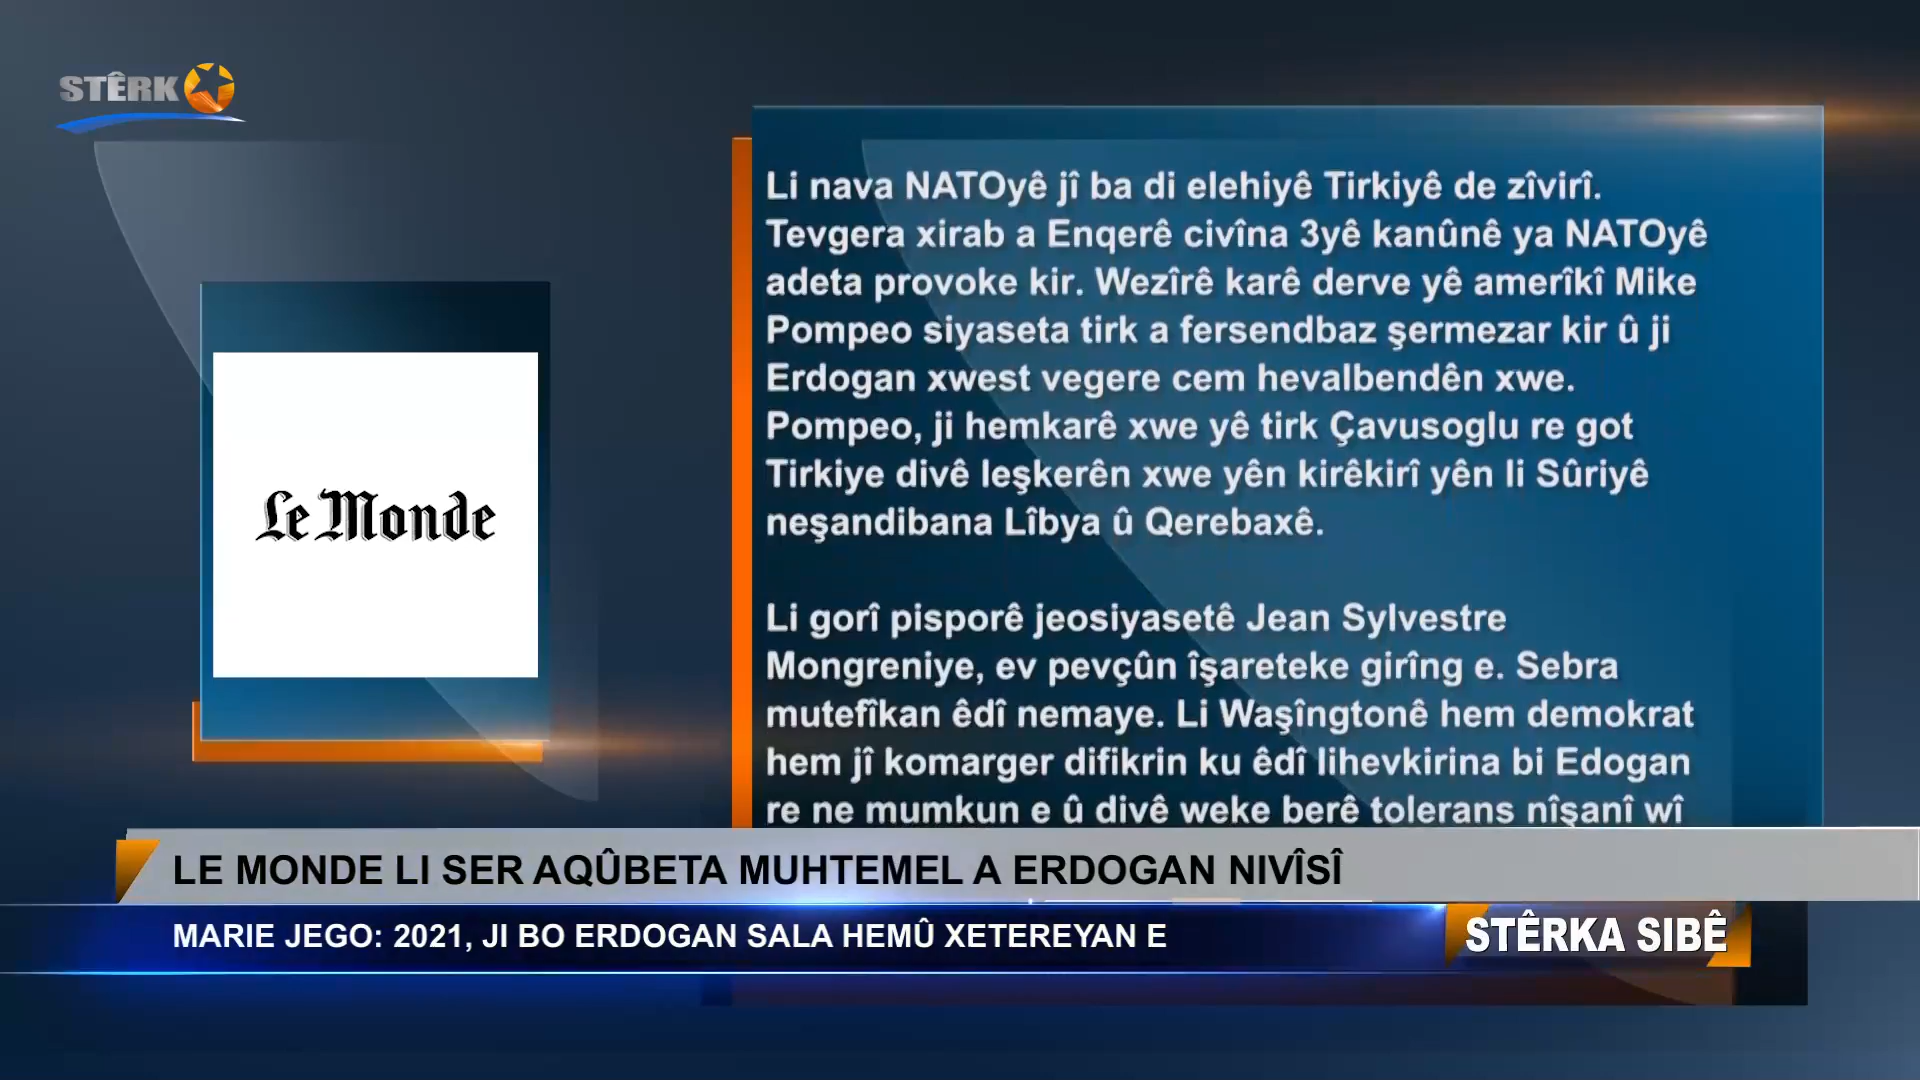 STÊRK
Li nava NATOyê jî ba di elehiyê Tirkiyê de zîvirî.
Tevgera xirab a Enqerê civîna 3yê kanûnê ya NATOyê
adeta provoke kir. Wezîrê karê derve yê amerîkî Mike
Pompeo siyaseta tirk a fersendbaz şermezar kir û ji
Erdogan xwest vegere cem hevalbendên xwe.
Pompeo, ji hemkarê xwe yê tirk Çavusoglu re got
Tirkiye divê leşkerên xwe yên kirêkirî yên li Sûriyê
neşandibana Lîbya û Qerebaxê.
Li gorî pisporê jeosiyasetê Jean Sylvestre
Mongreniye, ev pevçûn îşareteke girîng e. Sebra
mutefîkan êdî nemaye. Li Waşîngtonê hem demokrat
hem jî komarger difikrin ku êdî lihevkirina bi Edogan
re ne mumkun e û divê weke berê tolerans nîşanî wî
Le Monde
LE MONDE LI SER AQÛBETA MUHTEMEL A ERDOGAN NIVÎSÎ
MARIE JEGO: 2021, JI BO ERDOGAN SALA HEMÛ XETEREYAN E
STÊRKA SIBÊ